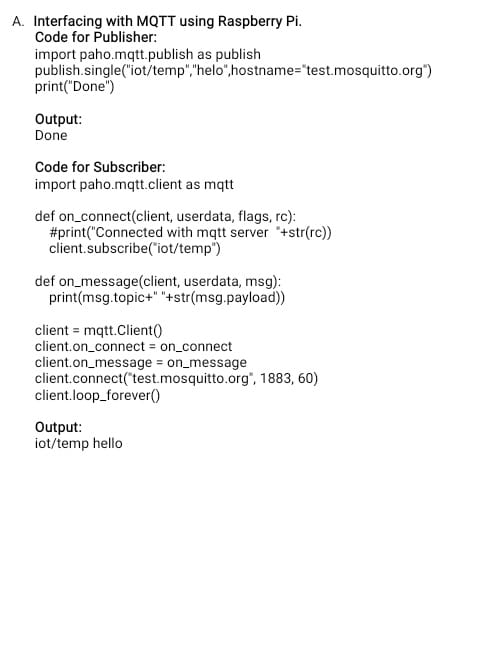 A. Interfacing with MQTT using Raspberry Pi.
Code for Publisher:
import paho.mqtt.publish as publish
publish.single("iot/temp","helo",hostname="test.mosquitto.org")
print("Done")
Output:
Done
Code for Subscriber:
import paho.mqtt.client as mqtt
def on_connect(client, userdata, flags, rc):
#print("Connected with mqtt server "+str(rc))
client.subscribe("iot/temp")
def on_message(client, userdata, msg):
print(msg.topic+" "+str(msg.payload))
client = mqtt.Client()
client.on_connect = on_connect
client.on_message = on_message
client.connect("test.mosquitto.org", 1883, 60)
client.loop_forever()
Output:
iot/temp hello